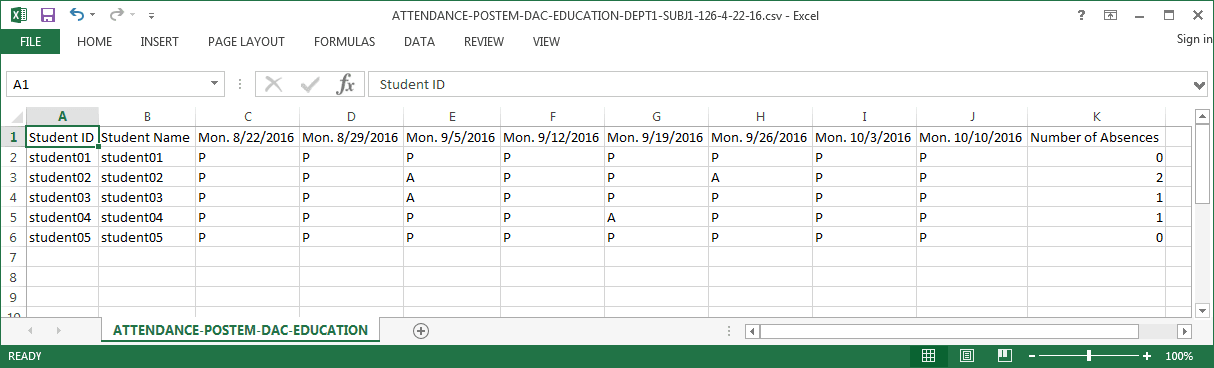 ATTENDANCE-POSTEM-DAC-EDUCATION-DEPT1-SUBJ1-126-4-22-16.csv - Excel
FILE HOME INSERT PAGE LAYOUT FORMULAS DATA REVIEW VIEW Sign in
A1 fx Student ID
A B C D E F G H I J K
1 Student ID Student Name Mon. 8/22/2016 Mon. 8/29/2016 Mon. 9/5/2016 Mon. 9/12/2016 Mon. 9/19/2016 Mon. 9/26/2016 Mon. 10/3/2016 Mon. 10/10/2016 Number of Absences
2 student01 student01 P P P P P P P P 0
3 student02 student02 P P A P P A P P 2
4 student03 student03 P P A P P P P P 1
5 student04 student04 P P P P A P P P 1
6 student05 student05 P P P P P P P P 0
7
8
9
10
ATTENDANCE-POSTEM-DAC-EDUCATION
READY 100%